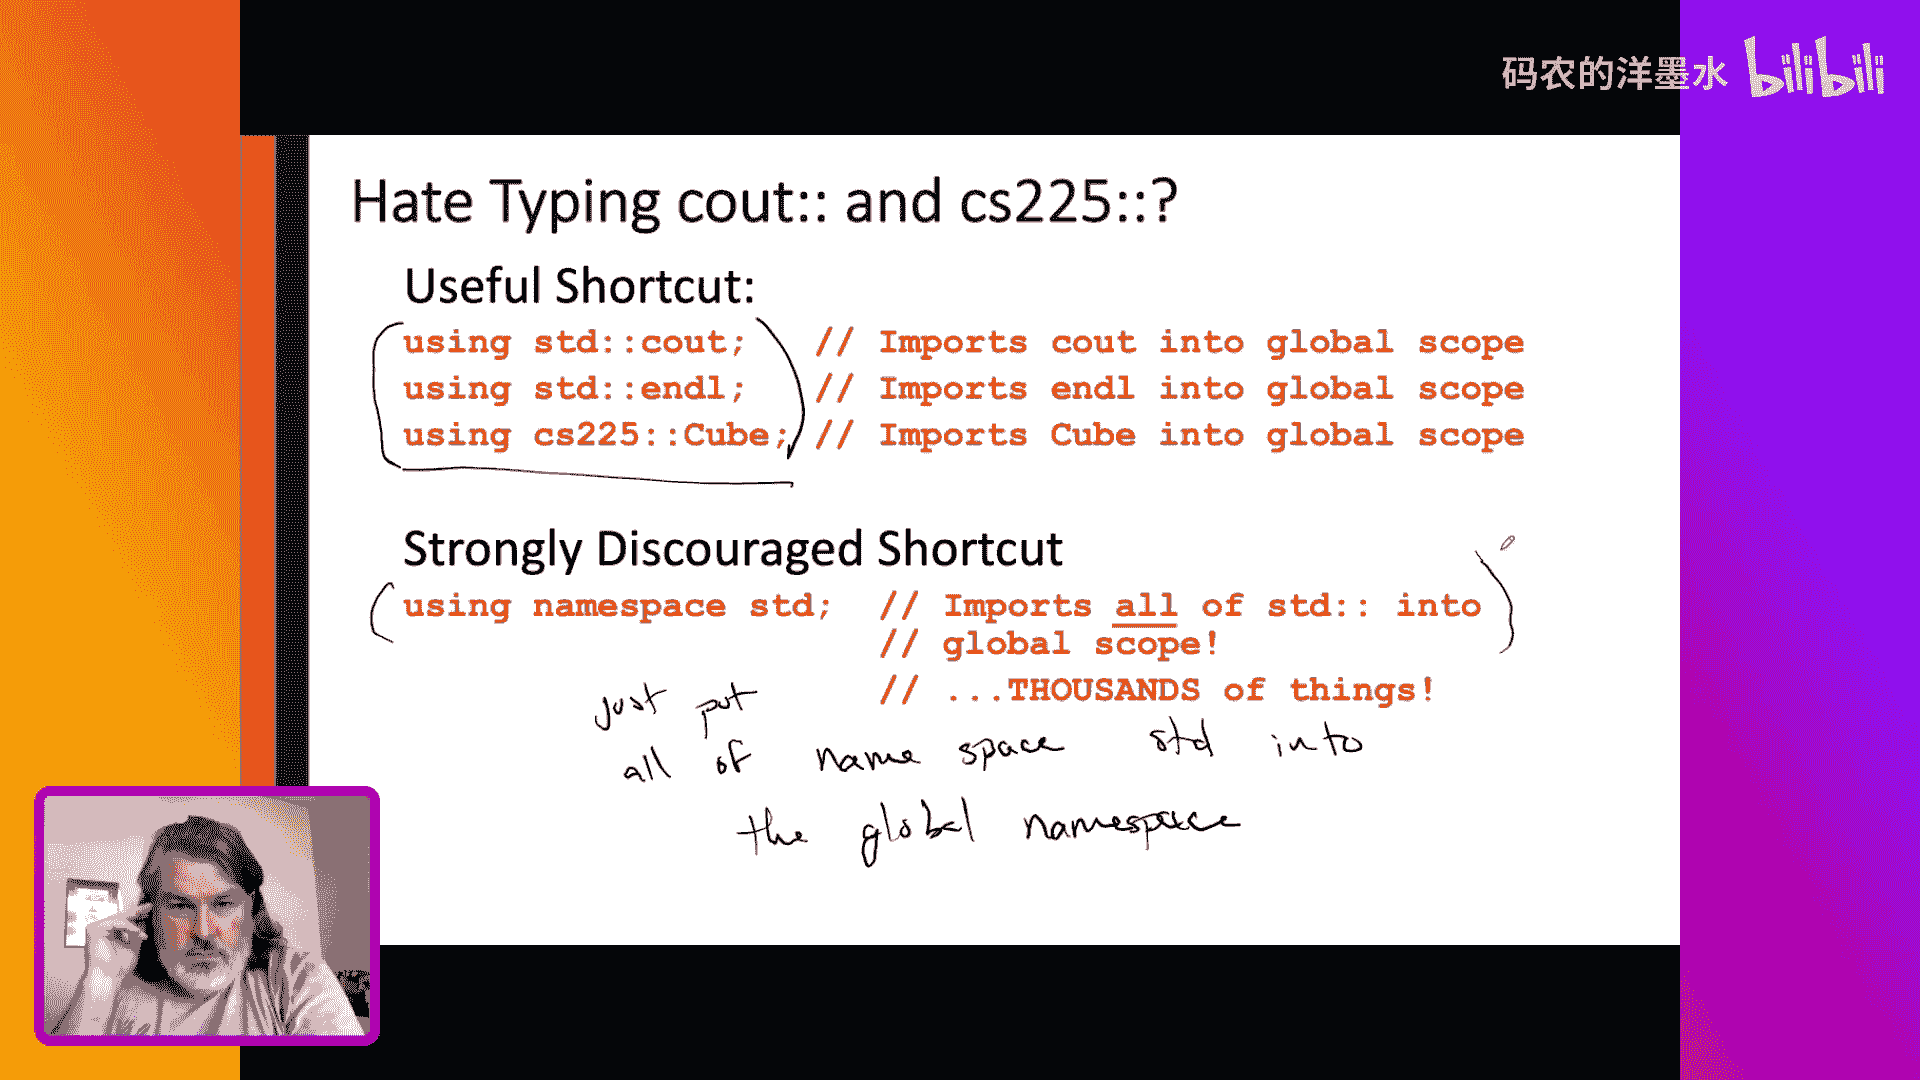 码农的洋墨水 bilibili
Hate Typing cout:: and cs225::?
Useful Shortcut:
using std::cout; // Imports cout into global scope
using std::endl; // Imports endl into global scope
using cs225::Cube; // Imports Cube into global scope
Strongly Discouraged Shortcut
using namespace std; // Imports all of std:: into
// global scope!
// ...THOUSANDS of things!
just put
all of name space std into
the global namespace